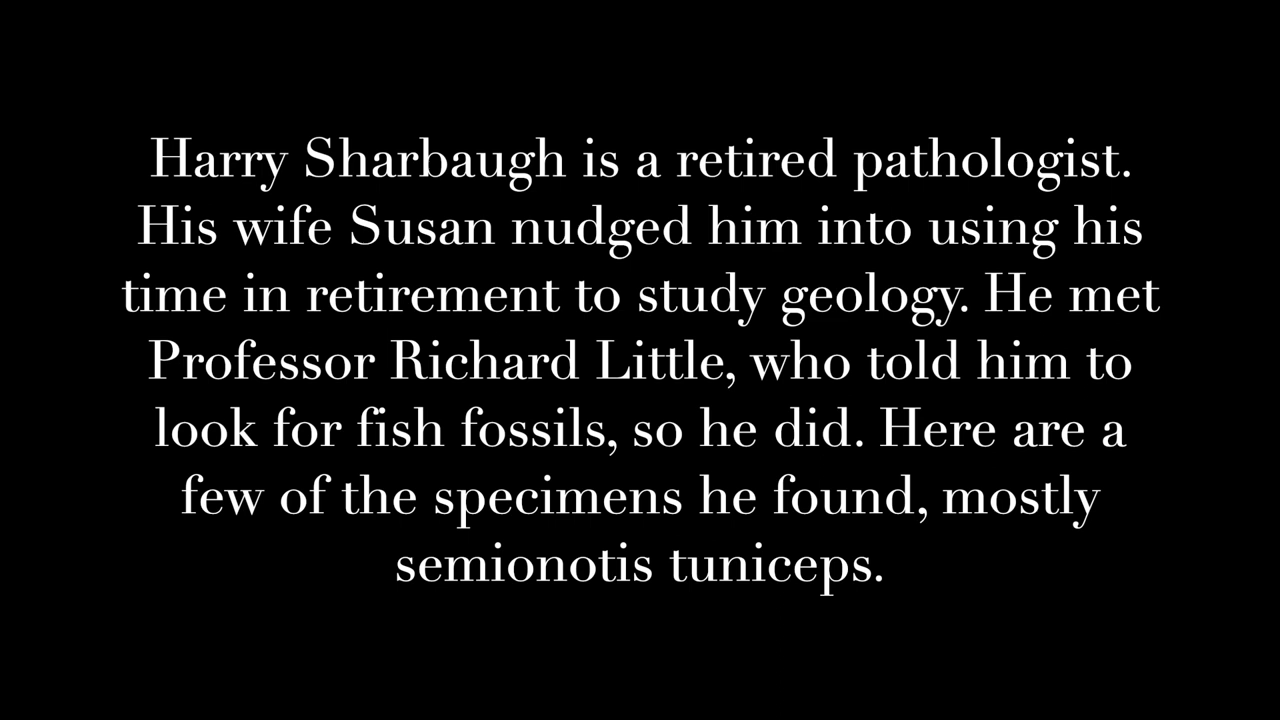 Harry Sharbaugh is a retired pathologist.
His wife Susan nudged him into using his
time in retirement to study geology. He met
Professor Richard Little, who told him to
look for fish fossils, so he did. Here are a
few of the specimens he found, mostly
semionotis tuniceps.